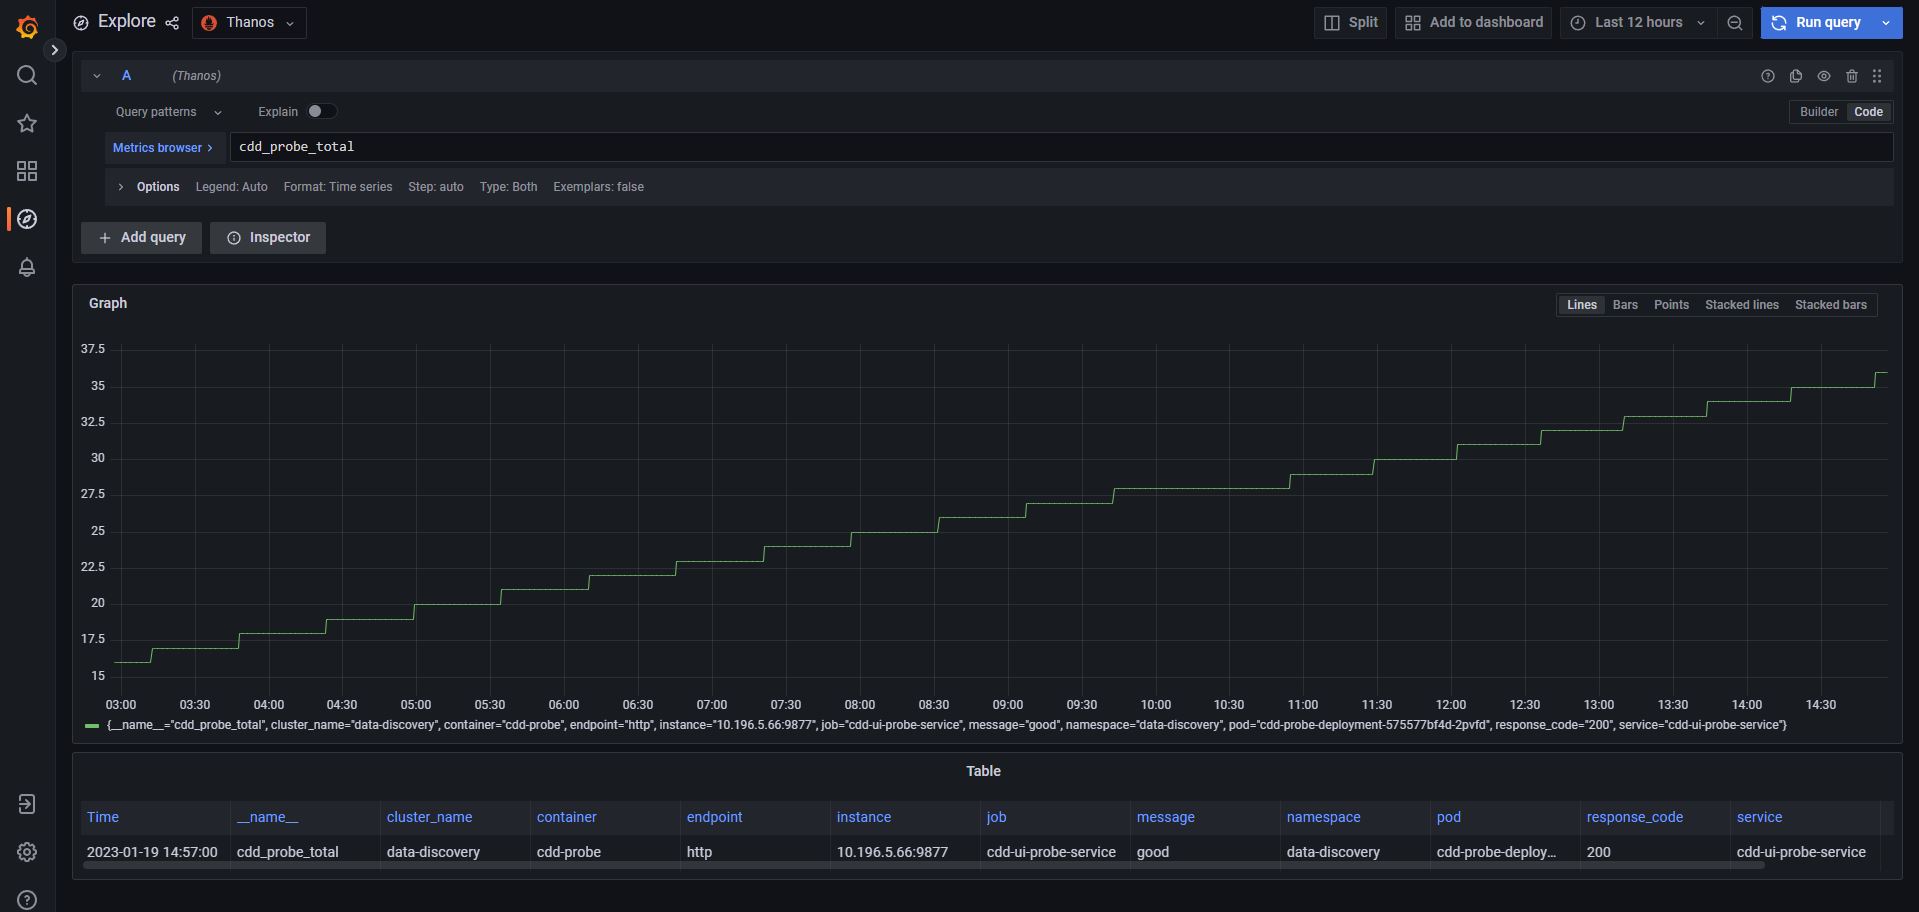 Explore Thanos Split Add to dashboard Last 12 hours Run query
A (Thanos)
Query patterns Explain Builder Code
Metrics browser > cdd_probe_total
> Options Legend: Auto Format: Time series Step: auto Type: Both Exemplars: false
+ Add query Inspector
Graph Lines Bars Points Stacked lines Stacked bars
37.5
35
32.5
30
27.5
25
22.5
20
17.5
15
03:00 03:30 04:00 04:30 05:00 05:30 06:00 06:30 07:00 07:30 08:00 08:30 09:00 09:30 10:00 10:30 11:00 11:30 12:00 12:30 13:00 13:30 14:00 14:30
{__name__="cdd_probe_total", cluster_name="data-discovery", container="cdd-probe", endpoint="http", instance="10.196.5.66:9877", job="cdd-ui-probe-service", message="good", namespace="data-discovery", pod="cdd-probe-deployment-575577bf4d-2pvfd", response_code="200", service="cdd-ui-probe-service"}
Table
Time __name__ cluster_name container endpoint instance job message namespace pod response_code service
2023-01-19 14:57:00 cdd_probe_total data-discovery cdd-probe http 10.196.5.66:9877 cdd-ui-probe-service good data-discovery cdd-probe-deploy... 200 cdd-ui-probe-service